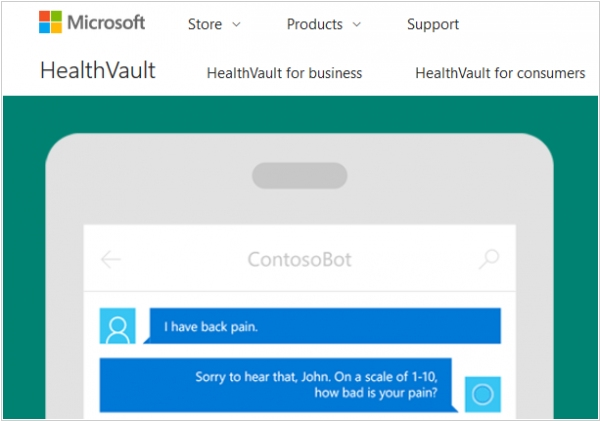 Microsoft Store Products Support
HealthVault HealthVault for business HealthVault for consumers
ContosoBot
I have back pain.
Sorry to hear that, John. On a scale of 1-10,
how bad is your pain?